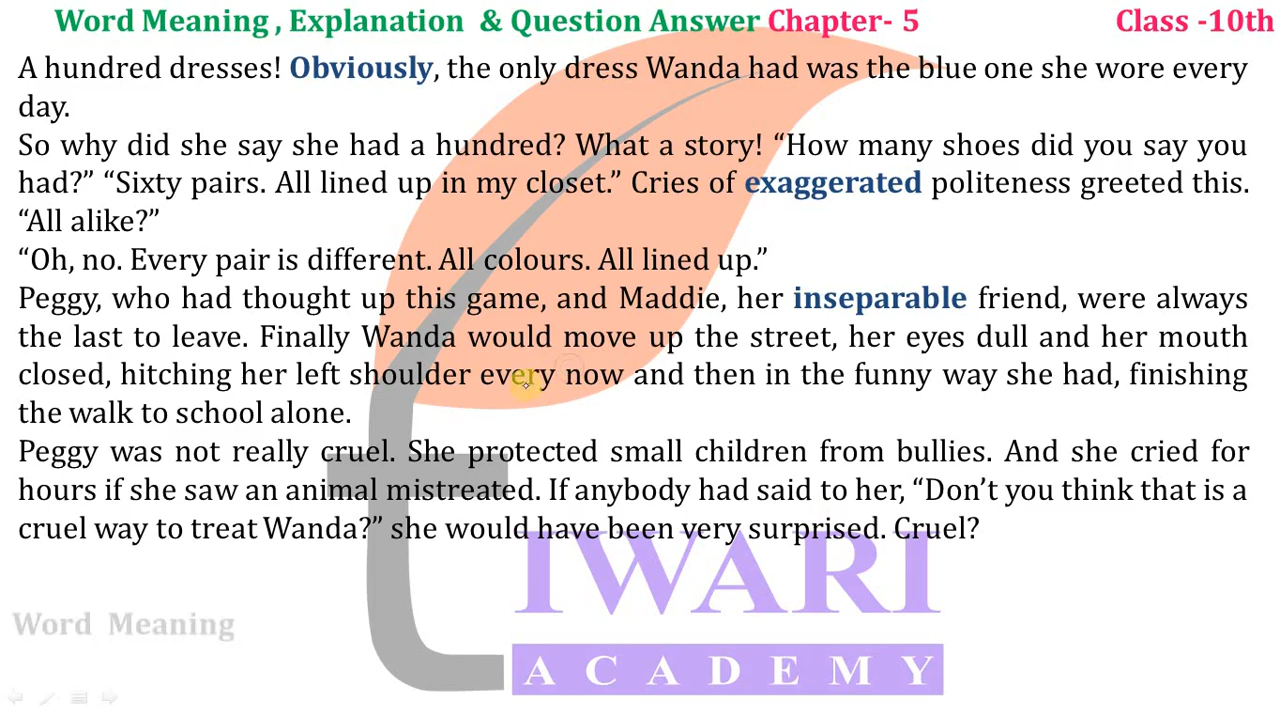 Word Meaning , Explanation & Question Answer Chapter- 5 Class -10th
A hundred dresses! Obviously, the only dress Wanda had was the blue one she wore every
day.
So why did she say she had a hundred? What a story! “How many shoes did you say you
had?” “Sixty pairs. All lined up in my closet.” Cries of exaggerated politeness greeted this.
“All alike?”
“Oh, no. Every pair is different. All colours. All lined up.”
Peggy, who had thought up this game, and Maddie, her inseparable friend, were always
the last to leave. Finally Wanda would move up the street, her eyes dull and her mouth
closed, hitching her left shoulder every now and then in the funny way she had, finishing
the walk to school alone.
Peggy was not really cruel. She protected small children from bullies. And she cried for
hours if she saw an animal mistreated. If anybody had said to her, “Don’t you think that is a
cruel way to treat Wanda?” she would have been very surprised. Cruel?
IWARI
Word Meaning
ACADEMY